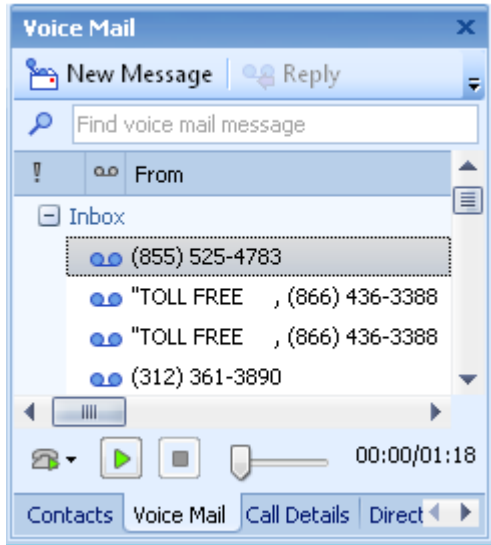 Voice Mail
New Message Reply
Find voice mail message
! From
Inbox
(855) 525-4783
"TOLL FREE , (866) 436-3388
"TOLL FREE , (866) 436-3388
(312) 361-3890
00:00/01:18
Contacts Voice Mail Call Details Direct